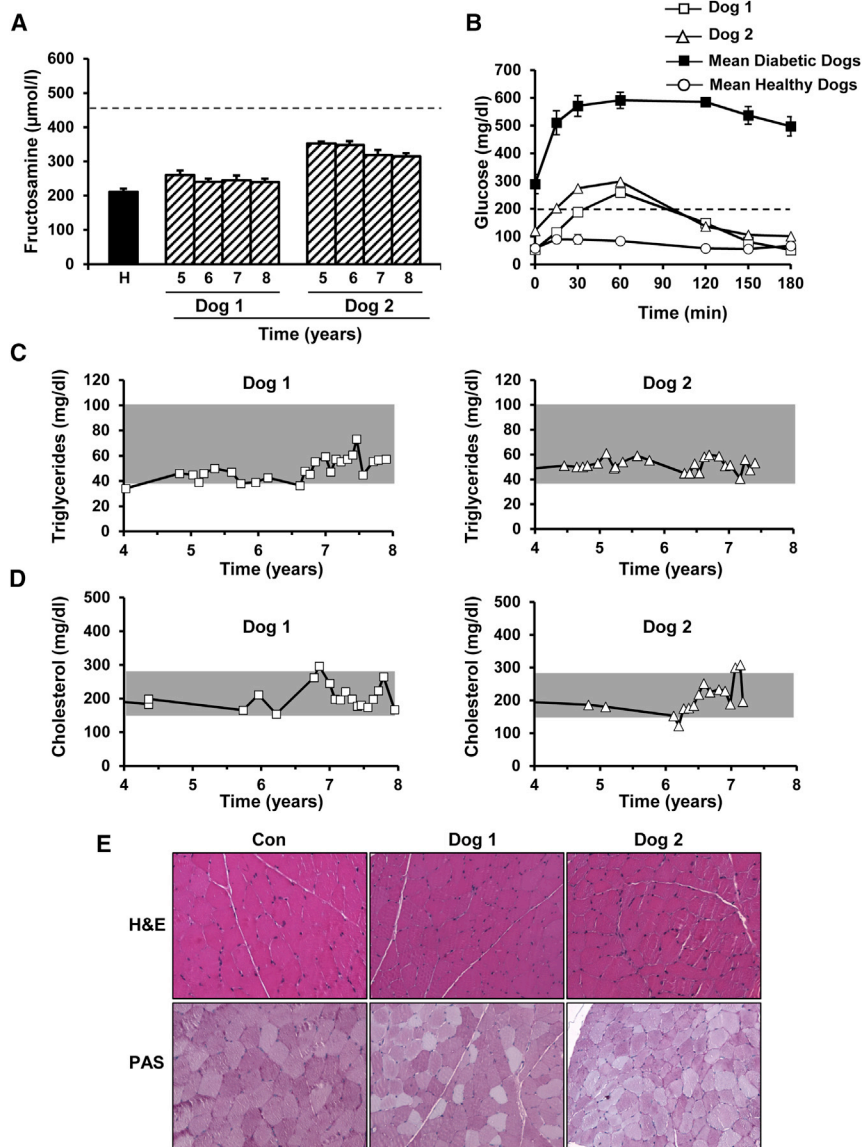 A
Fructosamine (μmol/l)
600
500
400
300
200
100
0
H
5 6 7 8
5 6 7 8
Dog 1
Dog 2
Time (years)
B
Dog 1
Dog 2
Mean Diabetic Dogs
Mean Healthy Dogs
Glucose (mg/dl)
700
600
500
400
300
200
100
0
0 30 60 90 120 150 180
Time (min)
C
Dog 1
Triglycerides (mg/dl)
120
100
80
60
40
20
0
4 5 6 7 8
Time (years)
Dog 2
Triglycerides (mg/dl)
120
100
80
60
40
20
0
4 5 6 7 8
Time (years)
D
Dog 1
Cholesterol (mg/dl)
500
400
300
200
100
0
4 5 6 7 8
Time (years)
Dog 2
Cholesterol (mg/dl)
500
400
300
200
100
0
4 5 6 7 8
Time (years)
E
Con
Dog 1
Dog 2
H&E
PAS